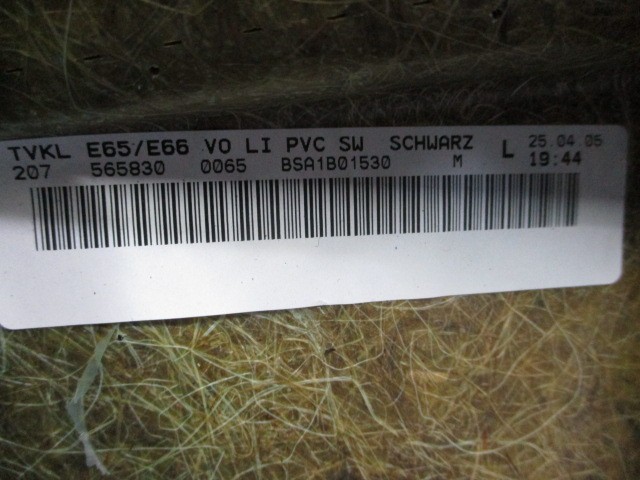 TVKL E65/E66 VO LI PVC SW SCHWARZ L 25.04.05
207 565830 0065 BSA1B01530 M 19:44